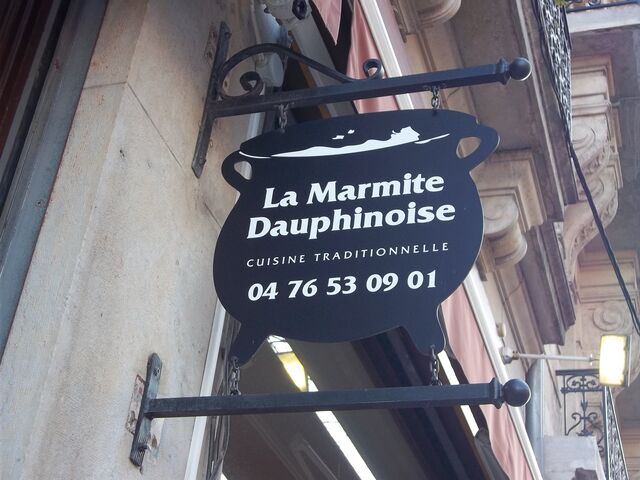 La Marmite
Dauphinoise
CUISINE TRADITIONNELLE
04 76 53 09 01